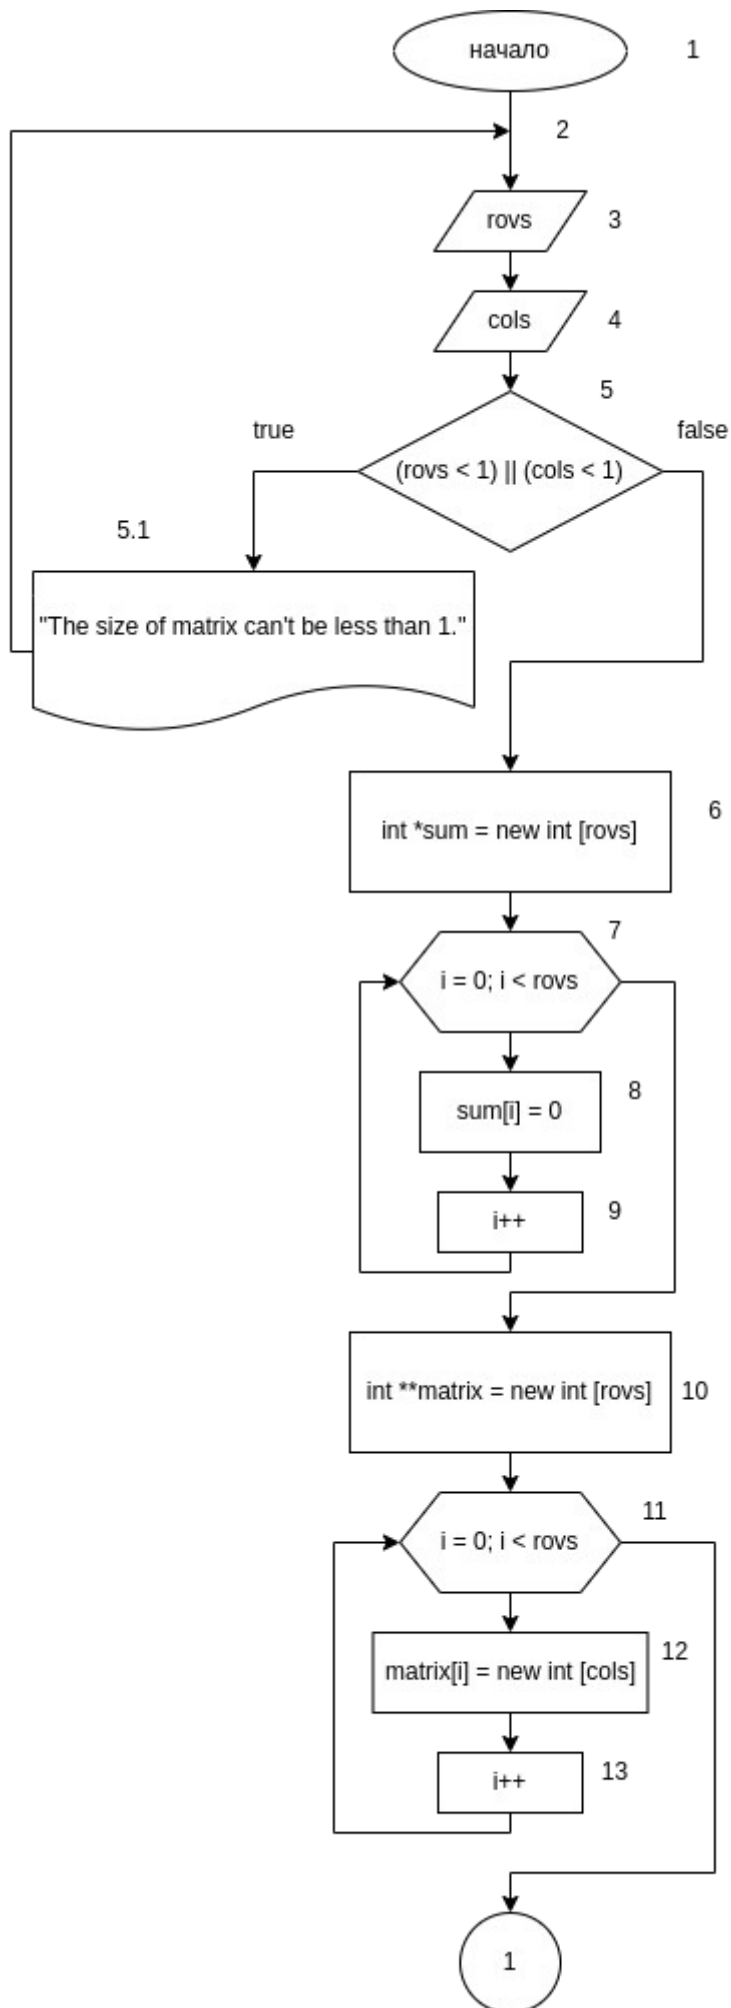 начало
1
2
rovs
3
cols
4
5
true
false
(rovs < 1) || (cols < 1)
5.1
"The size of matrix can't be less than 1."
6
int *sum = new int [rovs]
7
i = 0; i < rovs
8
sum[i] = 0
9
i++
int **matrix = new int [rovs]
10
11
i = 0; i < rovs
12
matrix[i] = new int [cols]
13
i++
1